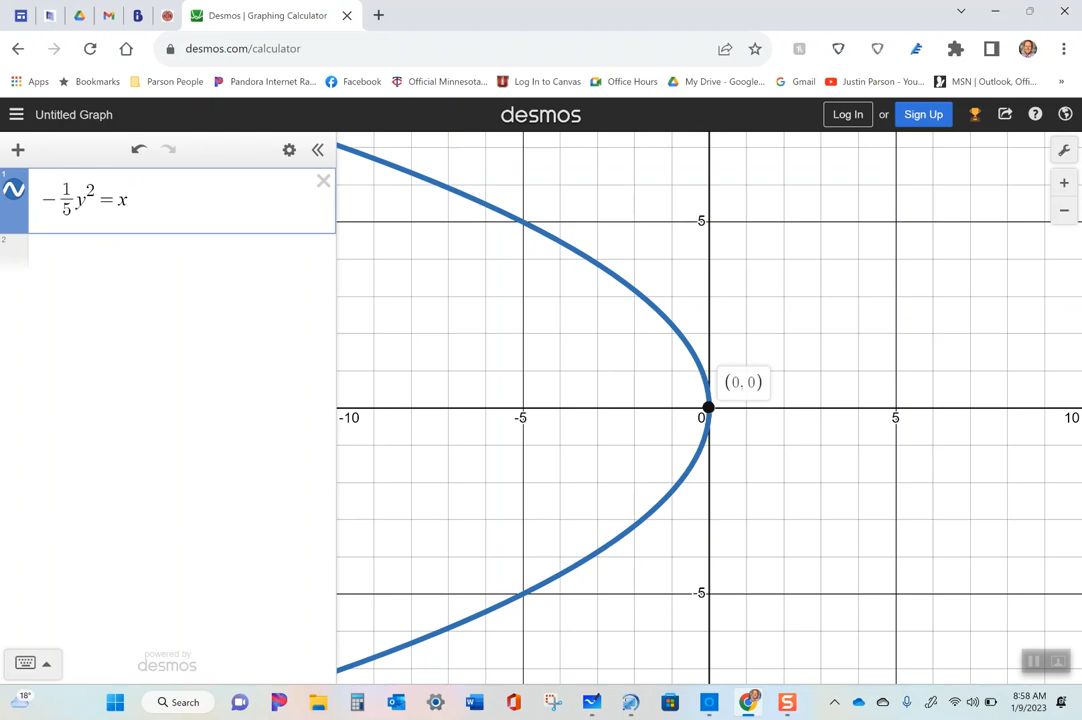 Desmos | Graphing Calculator
desmos.com/calculator
Apps
Bookmarks
Parson People
Pandora Internet Ra...
Facebook
Official Minnesota...
Log In to Canvas
Office Hours
My Drive - Google...
Gmail
Justin Parson - You...
MSN | Outlook, Offi...
»
Untitled Graph
desmos
Log In
or
Sign Up
1
-1/5 y² = x
2
5
(0, 0)
-10
-5
0
5
10
-5
powered by
desmos
18°
Search
8:58 AM
1/9/2023